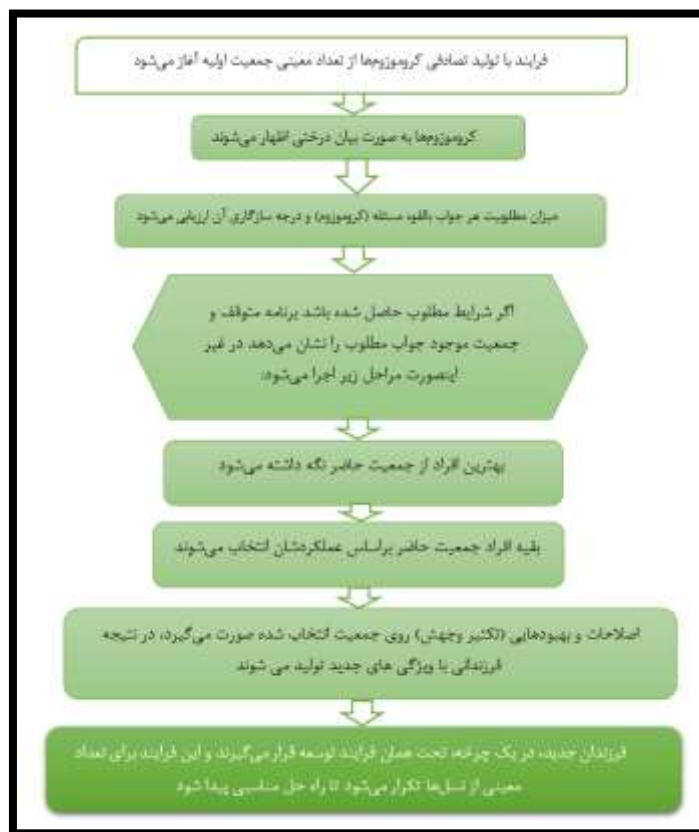 فرایند با تولید تصادفی کروموزوم‌ها از تعداد معینی جمعیت اولیه آغاز می‌شود
کروموزوم‌ها به صورت بیان درختی اظهار می‌شوند
میزان مطلوبیت هر جواب بالقوه مسئله (کروموزوم) و درجه سازگاری آن ارزیابی می‌شود
اگر شرایط مطلوب حاصل شده باشد برنامه متوقف و
جمعیت موجود جواب مطلوب را نشان می‌دهد در غیر
اینصورت مراحل زیر اجرا می‌شود:
بهترین افراد از جمعیت حاضر نگه داشته می‌شود
بقیه افراد جمعیت حاضر براساس عملکردشان انتخاب می‌شوند
اصلاحات و بهبودهایی (تکثیر وجهش) روی جمعیت انتخاب شده صورت می‌گیرد، در نتیجه
فرزندانی با ویژگی های جدید تولید می شوند
فرزندان جدید، در یک چرخه، تحت همان فرایند توسعه قرار می‌گیرند و این فرایند برای تعداد
معینی از نسل‌ها تکرار می‌شود تا راه حل مناسبی پیدا شود